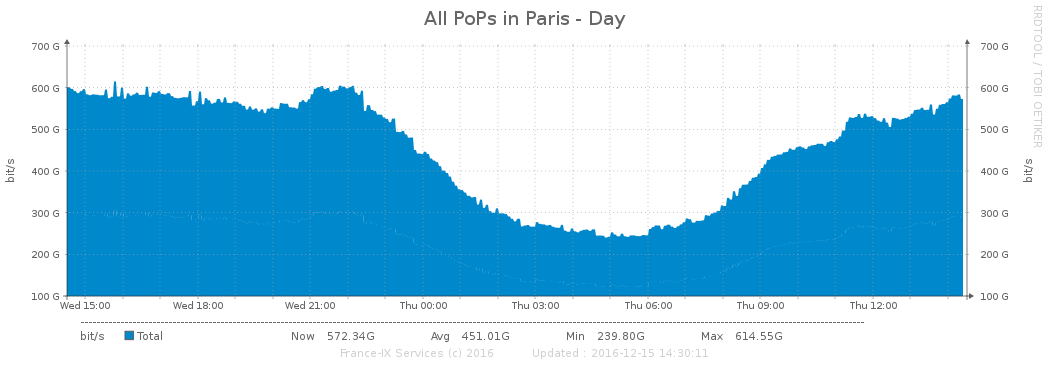 All PoPs in Paris - Day
RRDTOOL / TOBI OETIKER
700 G 700 G
600 G 600 G
500 G 500 G
400 G 400 G
300 G 300 G
200 G 200 G
100 G 100 G
bit/s bit/s
Wed 15:00 Wed 18:00 Wed 21:00 Thu 00:00 Thu 03:00 Thu 06:00 Thu 09:00 Thu 12:00
bit/s Total Now 572.34G Avg 451.01G Min 239.80G Max 614.55G
France-IX Services (c) 2016 Updated : 2016-12-15 14:30:11